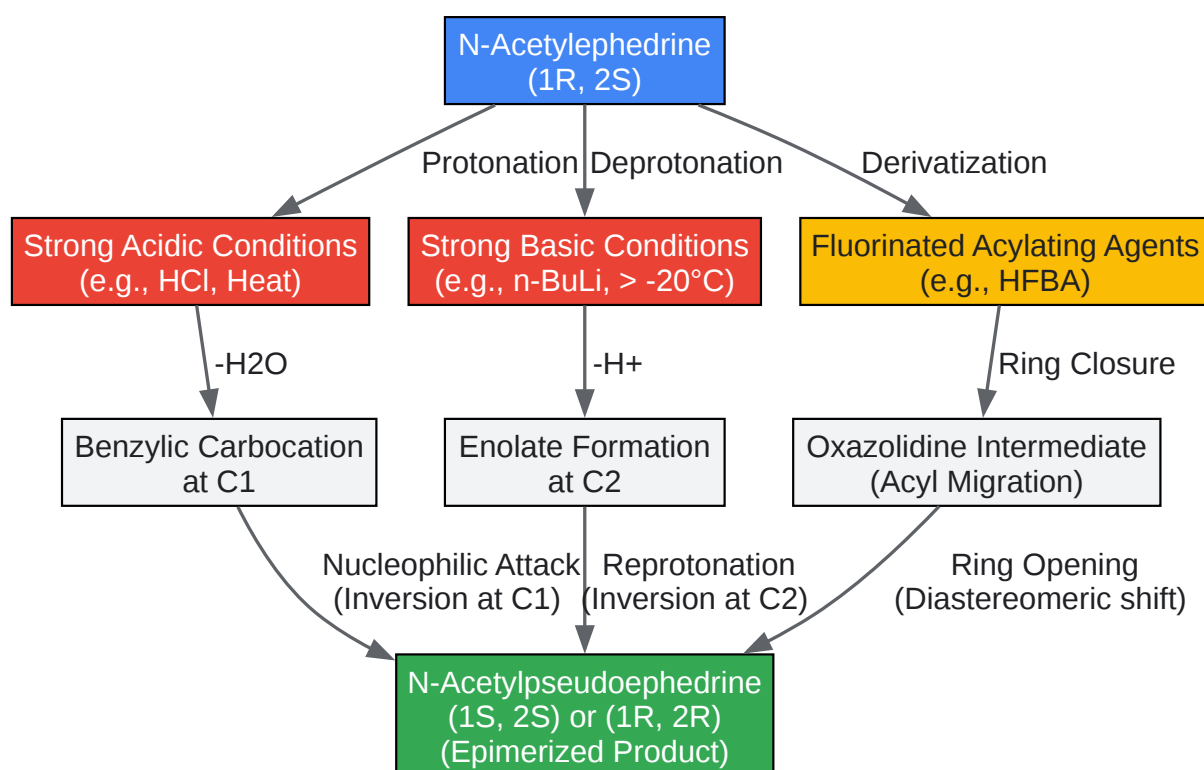 N-Acetylephedrine
(1R, 2S)
Protonation
Deprotonation
Derivatization
Strong Acidic Conditions
(e.g., HCl, Heat)
Strong Basic Conditions
(e.g., n-BuLi, > -20°C)
Fluorinated Acylating Agents
(e.g., HFBA)
-H2O
-H+
Ring Closure
Benzylic Carbocation
at C1
Enolate Formation
at C2
Oxazolidine Intermediate
(Acyl Migration)
Nucleophilic Attack
(Inversion at C1)
Reprotonation
(Inversion at C2)
Ring Opening
(Diastereomeric shift)
N-Acetylpseudoephedrine
(1S, 2S) or (1R, 2R)
(Epimerized Product)